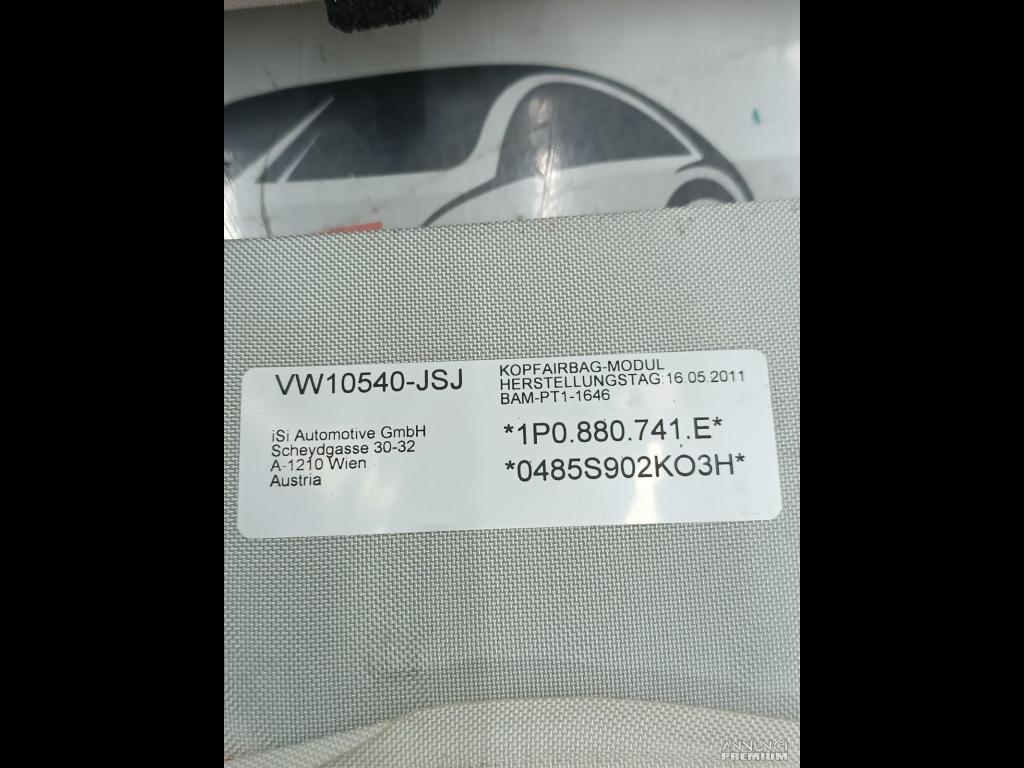 VW10540-JSJ
iSi Automotive GmbH
Scheydgasse 30-32
A-1210 Wien
Austria
KOPFAIRBAG-MODUL
HERSTELLUNGSTAG:16.05.2011
BAM-PT1-1646
*1P0.880.741.E*
*0485S902KO3H*
ANNUNCI
PREMIUM